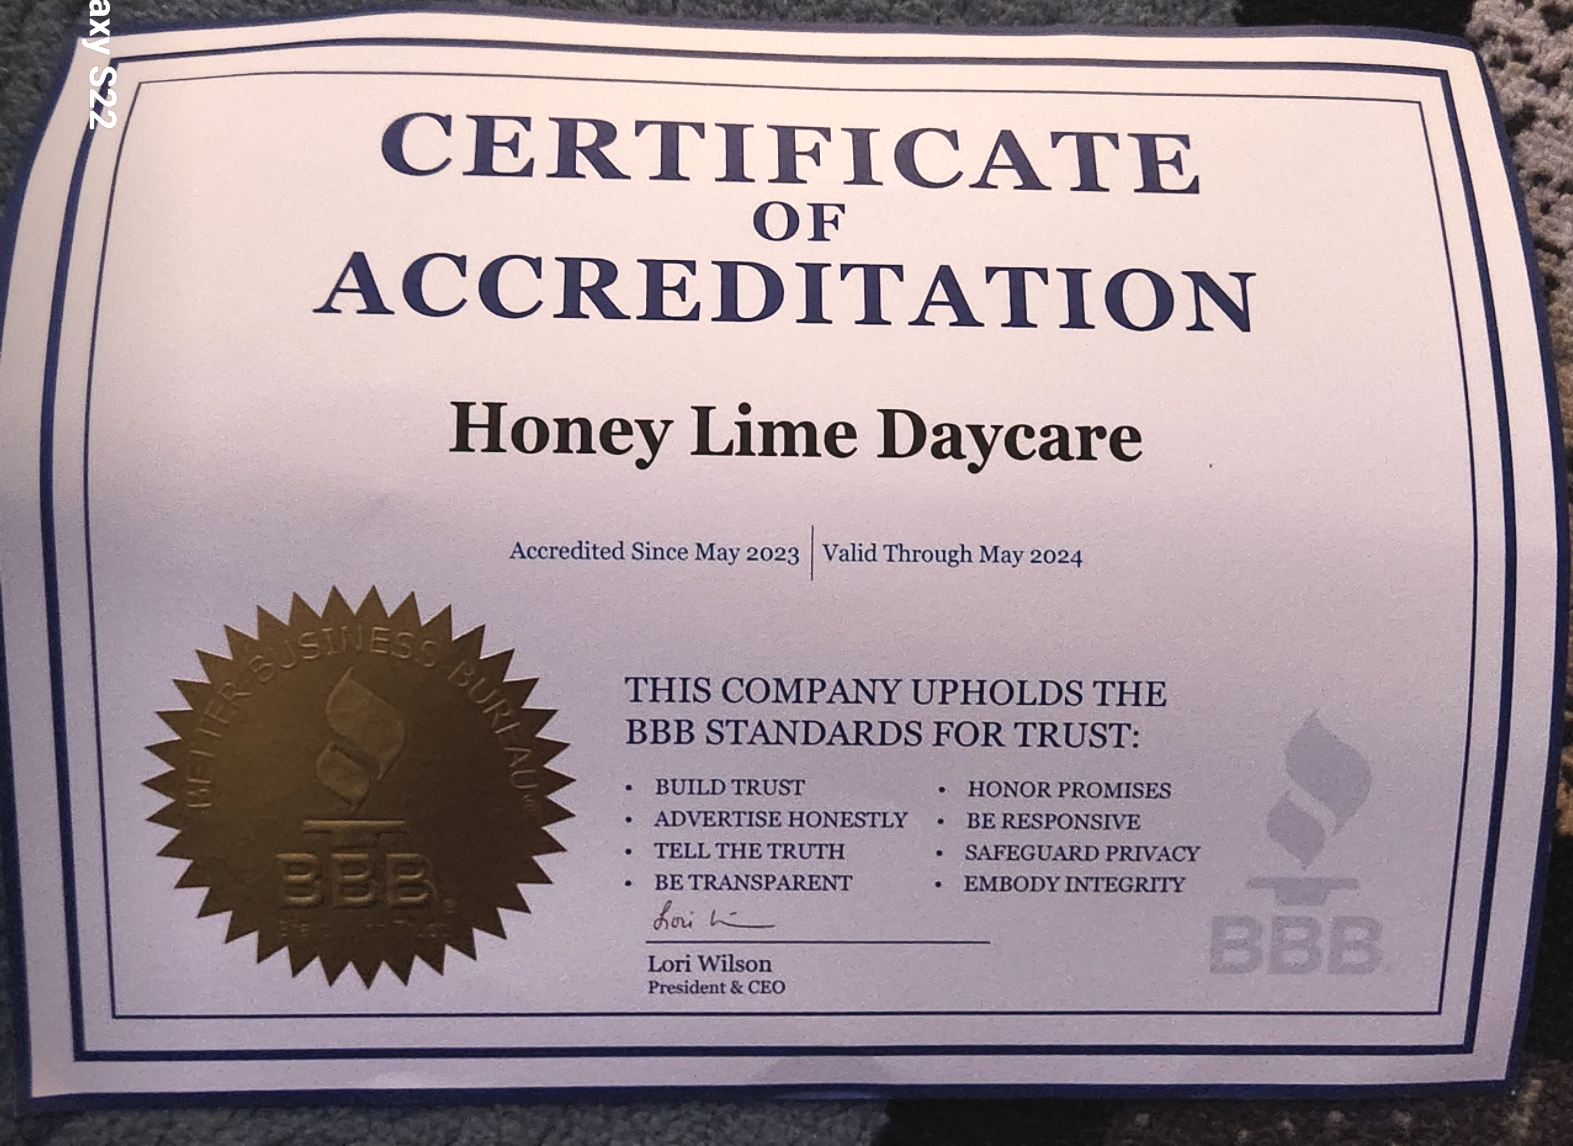 axy S22
CERTIFICATE
OF
ACCREDITATION
Honey Lime Daycare
Accredited Since May 2023 | Valid Through May 2024
BETTER BUSINESS BUREAU
BBB
THIS COMPANY UPHOLDS THE
BBB STANDARDS FOR TRUST:
• BUILD TRUST
• ADVERTISE HONESTLY
• TELL THE TRUTH
• BE TRANSPARENT
• HONOR PROMISES
• BE RESPONSIVE
• SAFEGUARD PRIVACY
• EMBODY INTEGRITY
Lori
Lori Wilson
President & CEO
BBB